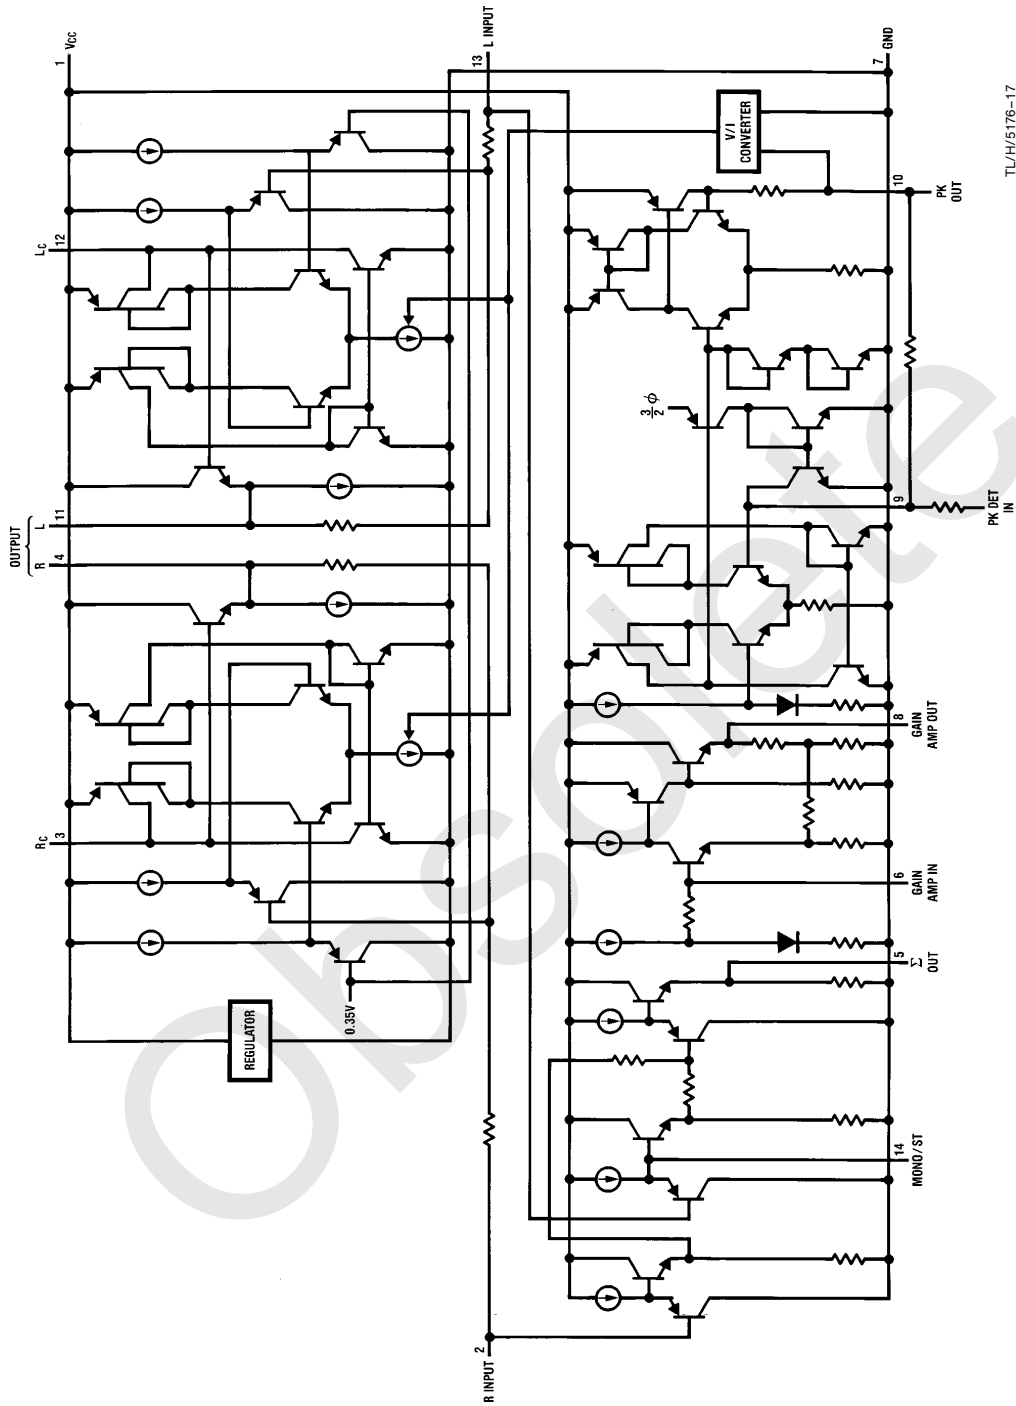 1
VCC
13
L INPUT
7
GND
TL/H/5176–17
LC
12
OUTPUT
L
11
R
4
RC
3
0.35V
REGULATOR
R INPUT
2
V/I
CONVERTER
10
PK
OUT
3/2 ϕ
9
PK DET
IN
8
GAIN
AMP OUT
6
GAIN
AMP IN
5
Σ
OUT
14
MONO/ST
Obsolete